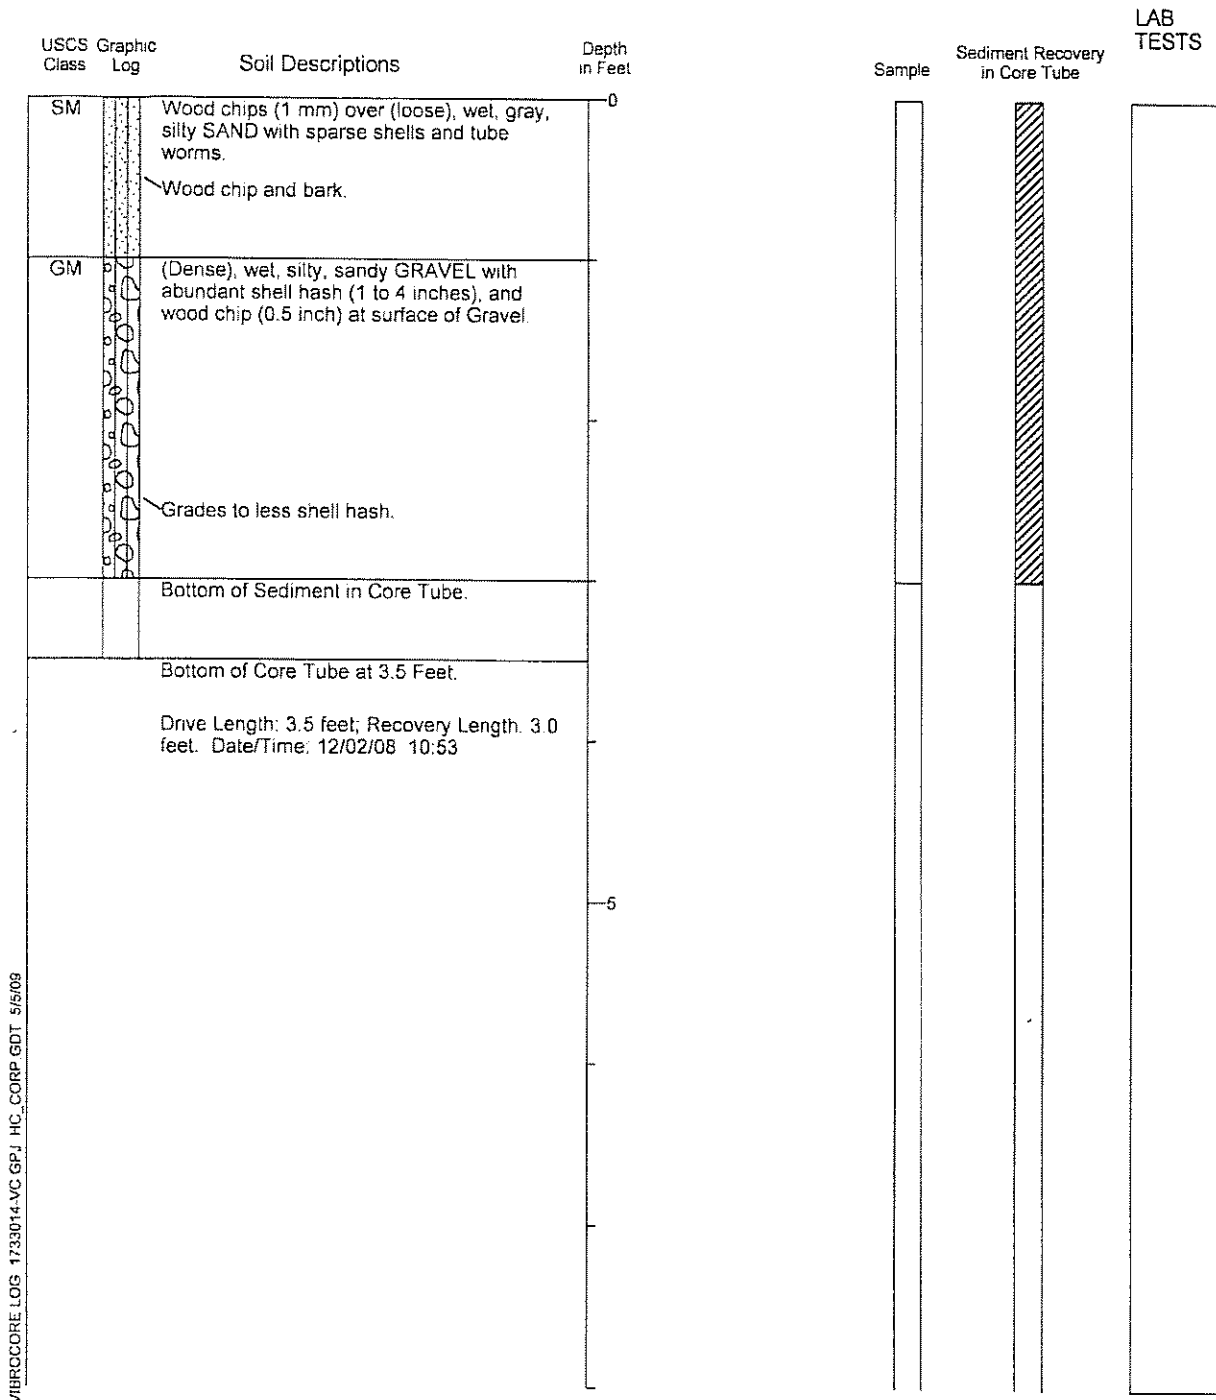 LAB
TESTS
USCS Graphic
Class Log
Soil Descriptions
Depth
in Feet
Sample
Sediment Recovery
in Core Tube
0
SM
Wood chips (1 mm) over (loose), wet, gray,
silty SAND with sparse shells and tube
worms.
Wood chip and bark.
GM
(Dense), wet, silty, sandy GRAVEL with
abundant shell hash (1 to 4 inches), and
wood chip (0.5 inch) at surface of Gravel.
Grades to less shell hash.
Bottom of Sediment in Core Tube.
Bottom of Core Tube at 3.5 Feet.
Drive Length: 3.5 feet; Recovery Length. 3.0
feet. Date/Time: 12/02/08 10:53
5
VIBROCORE LOG 1733014-VC.GPJ HC_CORP.GDT 5/5/09